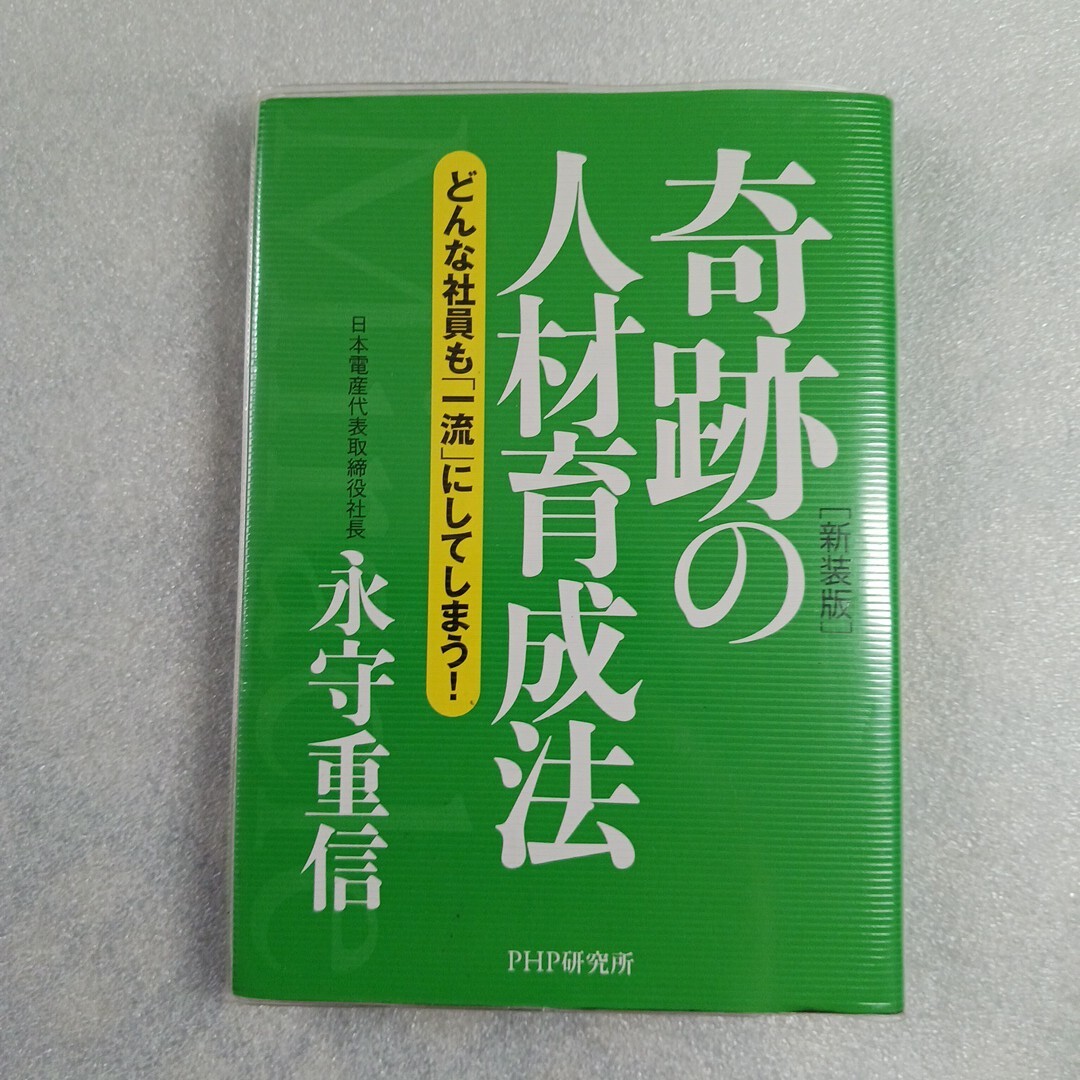 奇跡の
[新装版]
人材育成法
どんな社員も「一流」にしてしまう!
日本電産代表取締役社長
永守重信
PHP研究所